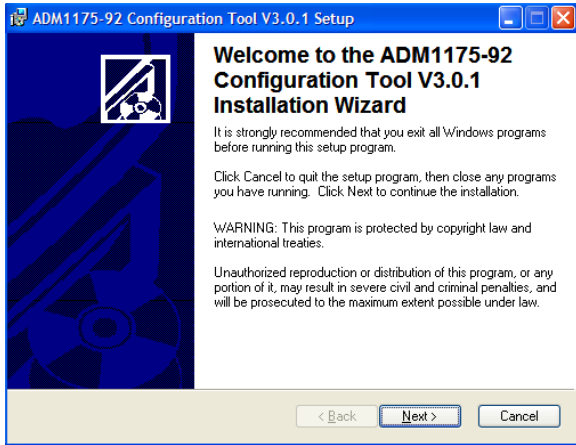 ADM1175-92 Configuration Tool V3.0.1 Setup
Welcome to the ADM1175-92
Configuration Tool V3.0.1
Installation Wizard
It is strongly recommended that you exit all Windows programs
before running this setup program.
Click Cancel to quit the setup program, then close any programs
you have running. Click Next to continue the installation.
WARNING: This program is protected by copyright law and
international treaties.
Unauthorized reproduction or distribution of this program, or any
portion of it, may result in severe civil and criminal penalties, and
will be prosecuted to the maximum extent possible under law.
< Back Next > Cancel